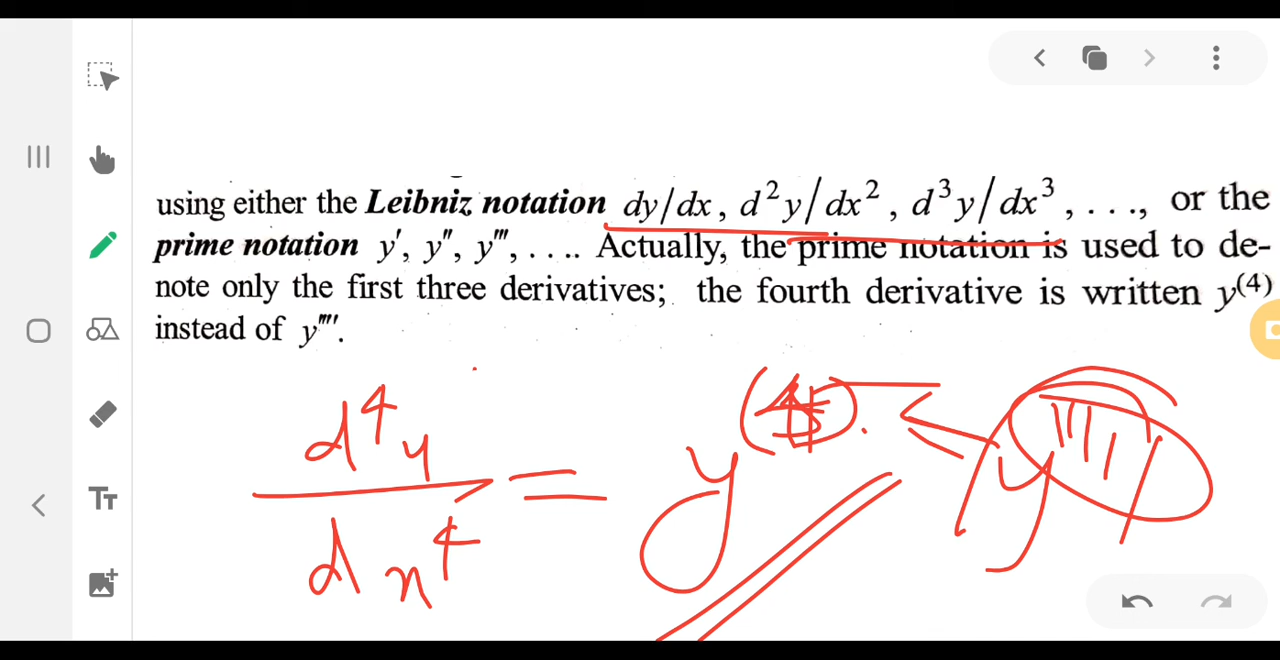 using either the Leibniz notation dy/dx, d²y/dx², d³y/dx³, . . ., or the
prime notation y′, y″, y‴, . . . . Actually, the prime notation is used to de-
note only the first three derivatives; the fourth derivative is written y⁽⁴⁾
instead of y⁗.
d⁴y
dx⁴
=
y
y
Tт